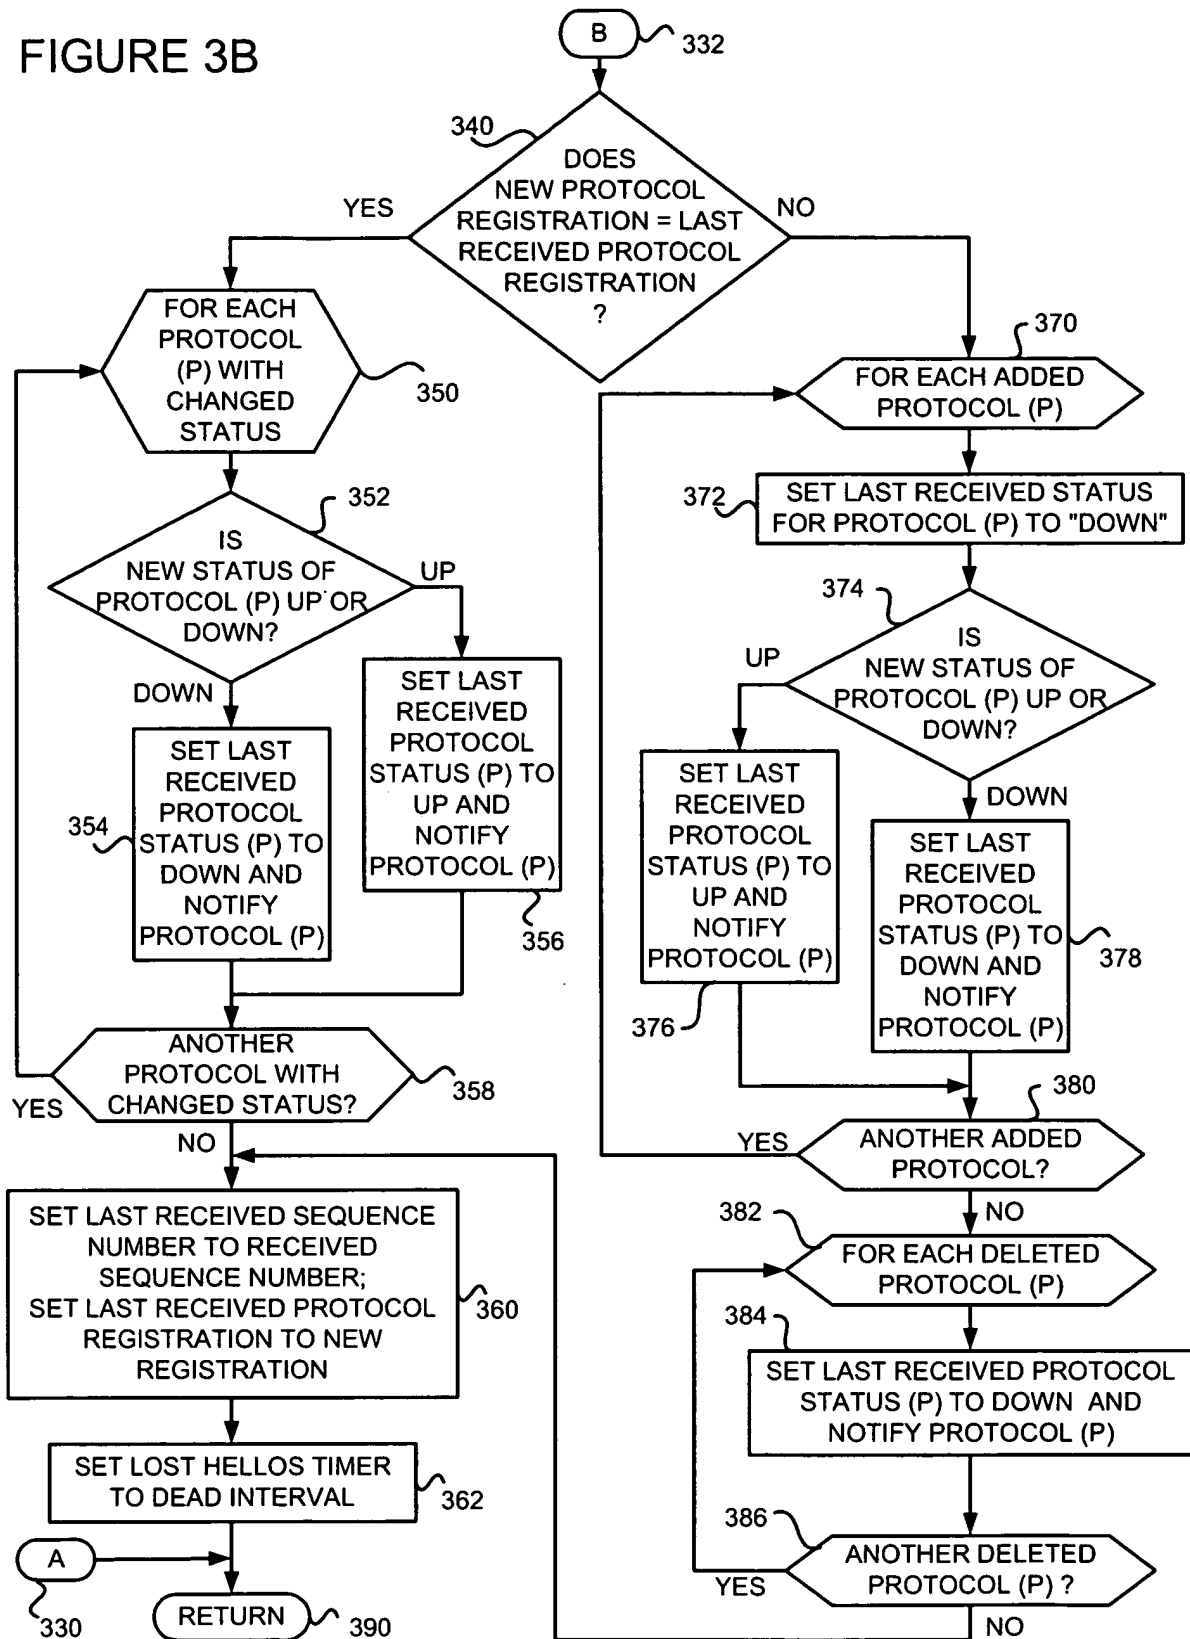 FIGURE 3B
B
332
340
DOES
NEW PROTOCOL
REGISTRATION = LAST
RECEIVED PROTOCOL
REGISTRATION
?
YES
NO
FOR EACH
PROTOCOL
(P) WITH
CHANGED
STATUS
350
352
IS
NEW STATUS OF
PROTOCOL (P) UP OR
DOWN?
UP
DOWN
SET LAST
RECEIVED
PROTOCOL
STATUS (P) TO
DOWN AND
NOTIFY
PROTOCOL (P)
354
SET LAST
RECEIVED
PROTOCOL
STATUS (P) TO
UP AND
NOTIFY
PROTOCOL (P)
356
ANOTHER
PROTOCOL WITH
CHANGED STATUS?
358
YES
NO
SET LAST RECEIVED SEQUENCE
NUMBER TO RECEIVED
SEQUENCE NUMBER;
SET LAST RECEIVED PROTOCOL
REGISTRATION TO NEW
REGISTRATION
360
SET LOST HELLOS TIMER
TO DEAD INTERVAL
362
A
330
RETURN
390
370
FOR EACH ADDED
PROTOCOL (P)
372
SET LAST RECEIVED STATUS
FOR PROTOCOL (P) TO "DOWN"
374
IS
NEW STATUS OF
PROTOCOL (P) UP OR
DOWN?
UP
DOWN
SET LAST
RECEIVED
PROTOCOL
STATUS (P) TO
UP AND
NOTIFY
PROTOCOL (P)
376
SET LAST
RECEIVED
PROTOCOL
STATUS (P) TO
DOWN AND
NOTIFY
PROTOCOL (P)
378
380
ANOTHER ADDED
PROTOCOL?
YES
NO
382
FOR EACH DELETED
PROTOCOL (P)
384
SET LAST RECEIVED PROTOCOL
STATUS (P) TO DOWN AND
NOTIFY PROTOCOL (P)
386
ANOTHER DELETED
PROTOCOL (P) ?
YES
NO